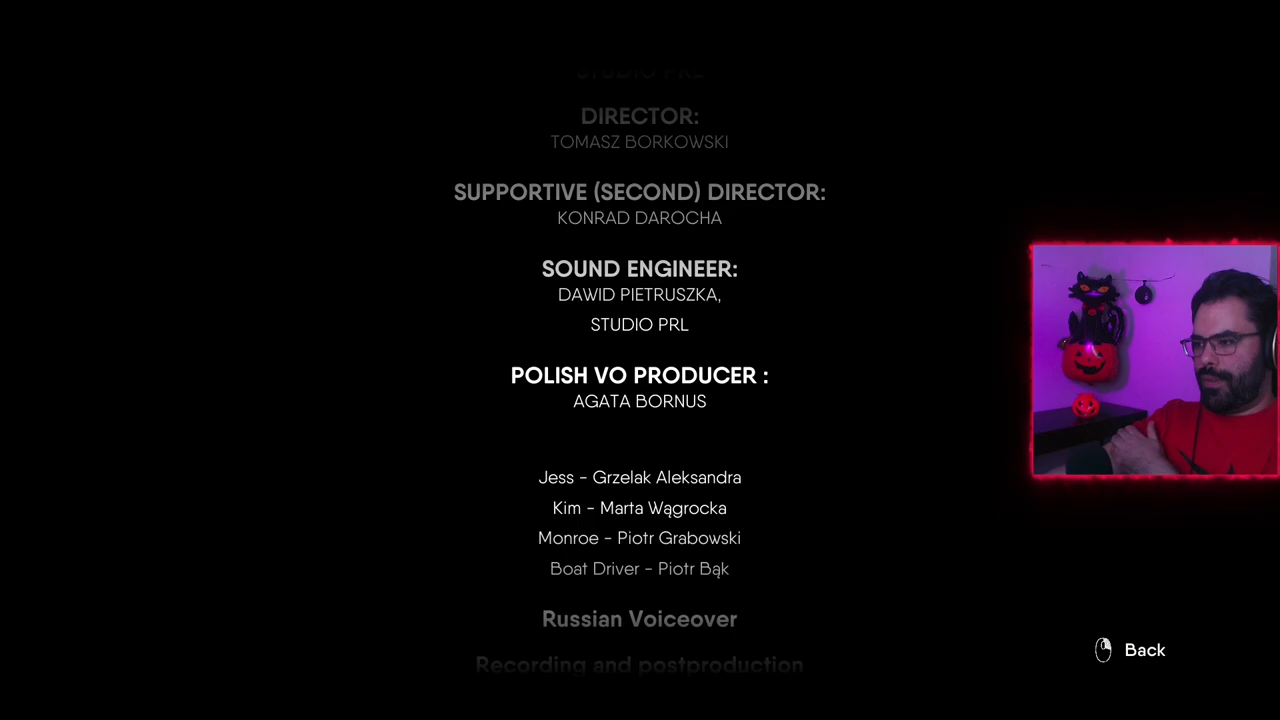 STUDIO PRL
DIRECTOR:
TOMASZ BORKOWSKI
SUPPORTIVE (SECOND) DIRECTOR:
KONRAD DAROCHA
SOUND ENGINEER:
DAWID PIETRUSZKA,
STUDIO PRL
POLISH VO PRODUCER :
AGATA BORNUS
Jess - Grzelak Aleksandra
Kim - Marta Wągrocka
Monroe - Piotr Grabowski
Boat Driver - Piotr Bąk
Russian Voiceover
Recording and postproduction
Back